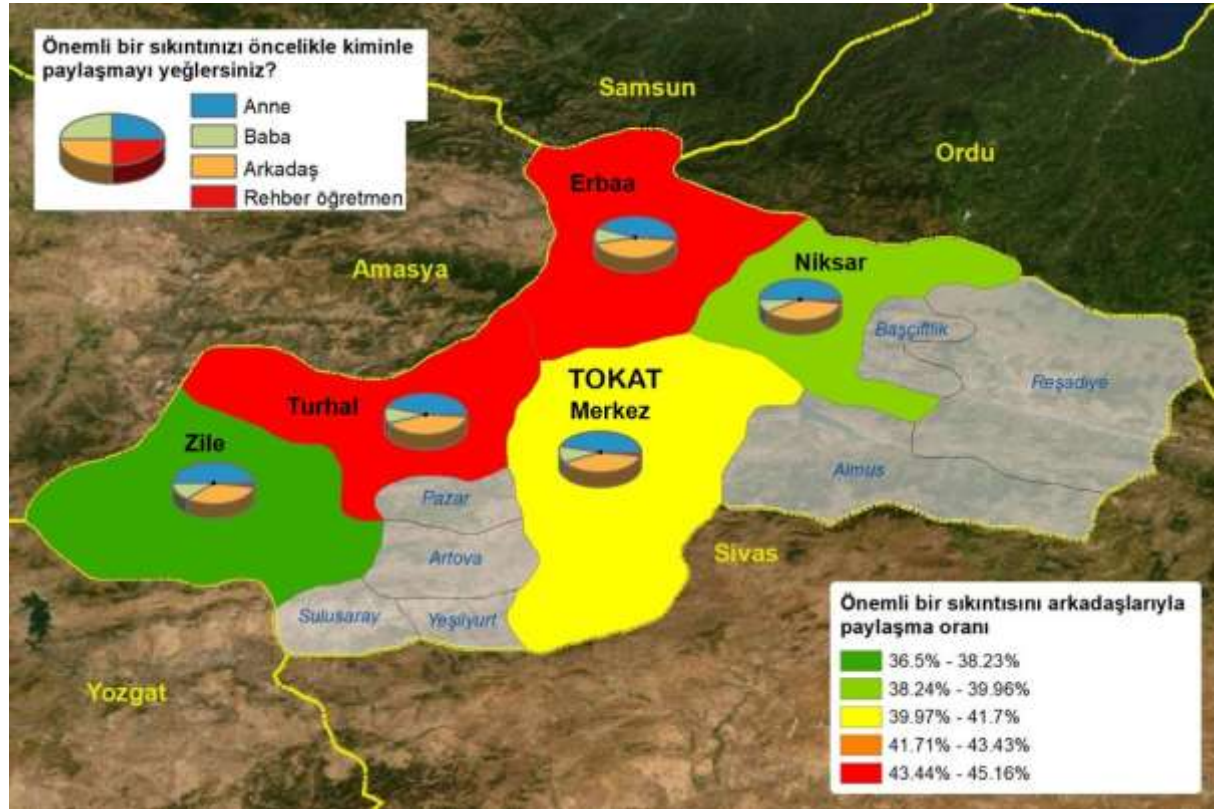 Önemli bir sıkıntınızı öncelikle kiminle
paylaşmayı yeğlersiniz?
Anne
Baba
Arkadaş
Rehber öğretmen
Samsun
Ordu
Erbaa
Amasya
Niksar
Başçiftlik
Reşadiye
TOKAT
Merkez
Turhal
Zile
Almus
Pazar
Artova
Sivas
Sulusaray
Yeşilyurt
Yozgat
Önemli bir sıkıntısını arkadaşlarıyla
paylaşma oranı
36.5% - 38.23%
38.24% - 39.96%
39.97% - 41.7%
41.71% - 43.43%
43.44% - 45.16%